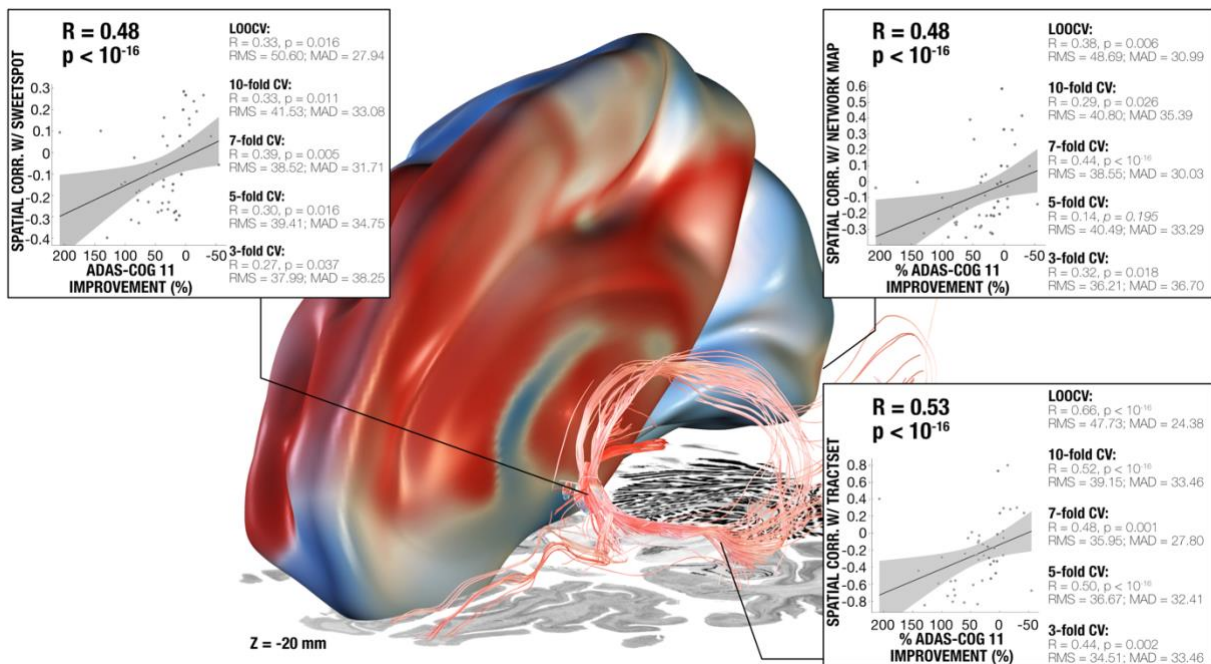 R = 0.48
p < 10⁻¹⁶
LOOCV:
R = 0.33, p = 0.016
RMS = 50.60; MAD = 27.94
10-fold CV:
R = 0.33, p = 0.011
RMS = 41.53; MAD = 33.08
7-fold CV:
R = 0.39, p = 0.005
RMS = 38.52; MAD = 31.71
5-fold CV:
R = 0.30, p = 0.016
RMS = 39.41; MAD = 34.75
3-fold CV:
R = 0.27, p = 0.037
RMS = 37.99; MAD = 38.25
SPATIAL CORR. W/ SWEETSPOT
0.3
0.2
0.1
0
-0.1
-0.2
-0.3
-0.4
200 150 100 50 0 -50
ADAS-COG 11
IMPROVEMENT (%)
R = 0.48
p < 10⁻¹⁶
LOOCV:
R = 0.38, p = 0.006
RMS = 48.69; MAD = 30.99
10-fold CV:
R = 0.29, p = 0.026
RMS = 40.80; MAD 35.39
7-fold CV:
R = 0.44, p < 10⁻¹⁶
RMS = 38.55; MAD = 30.03
5-fold CV:
R = 0.14, p = 0.195
RMS = 40.49; MAD = 33.29
3-fold CV:
R = 0.32, p = 0.018
RMS = 36.21; MAD = 36.70
SPATIAL CORR. W/ NETWORK MAP
0.6
0.5
0.4
0.3
0.2
0.1
0
-0.1
-0.2
-0.3
200 150 100 50 0 -50
% ADAS-COG 11
IMPROVEMENT (%)
R = 0.53
p < 10⁻¹⁶
LOOCV:
R = 0.66, p < 10⁻¹⁶
RMS = 47.73; MAD = 24.38
10-fold CV:
R = 0.52, p < 10⁻¹⁶
RMS = 39.15; MAD = 33.46
7-fold CV:
R = 0.48, p = 0.001
RMS = 35.95; MAD = 27.80
5-fold CV:
R = 0.50, p < 10⁻¹⁶
RMS = 36.67; MAD = 32.41
3-fold CV:
R = 0.44, p = 0.002
RMS = 34.51; MAD = 33.46
SPATIAL CORR. W/ TRACTSET
0.8
0.6
0.4
0.2
0
-0.2
-0.4
-0.6
-0.8
200 150 100 50 0 -50
% ADAS-COG 11
IMPROVEMENT (%)
Z = -20 mm